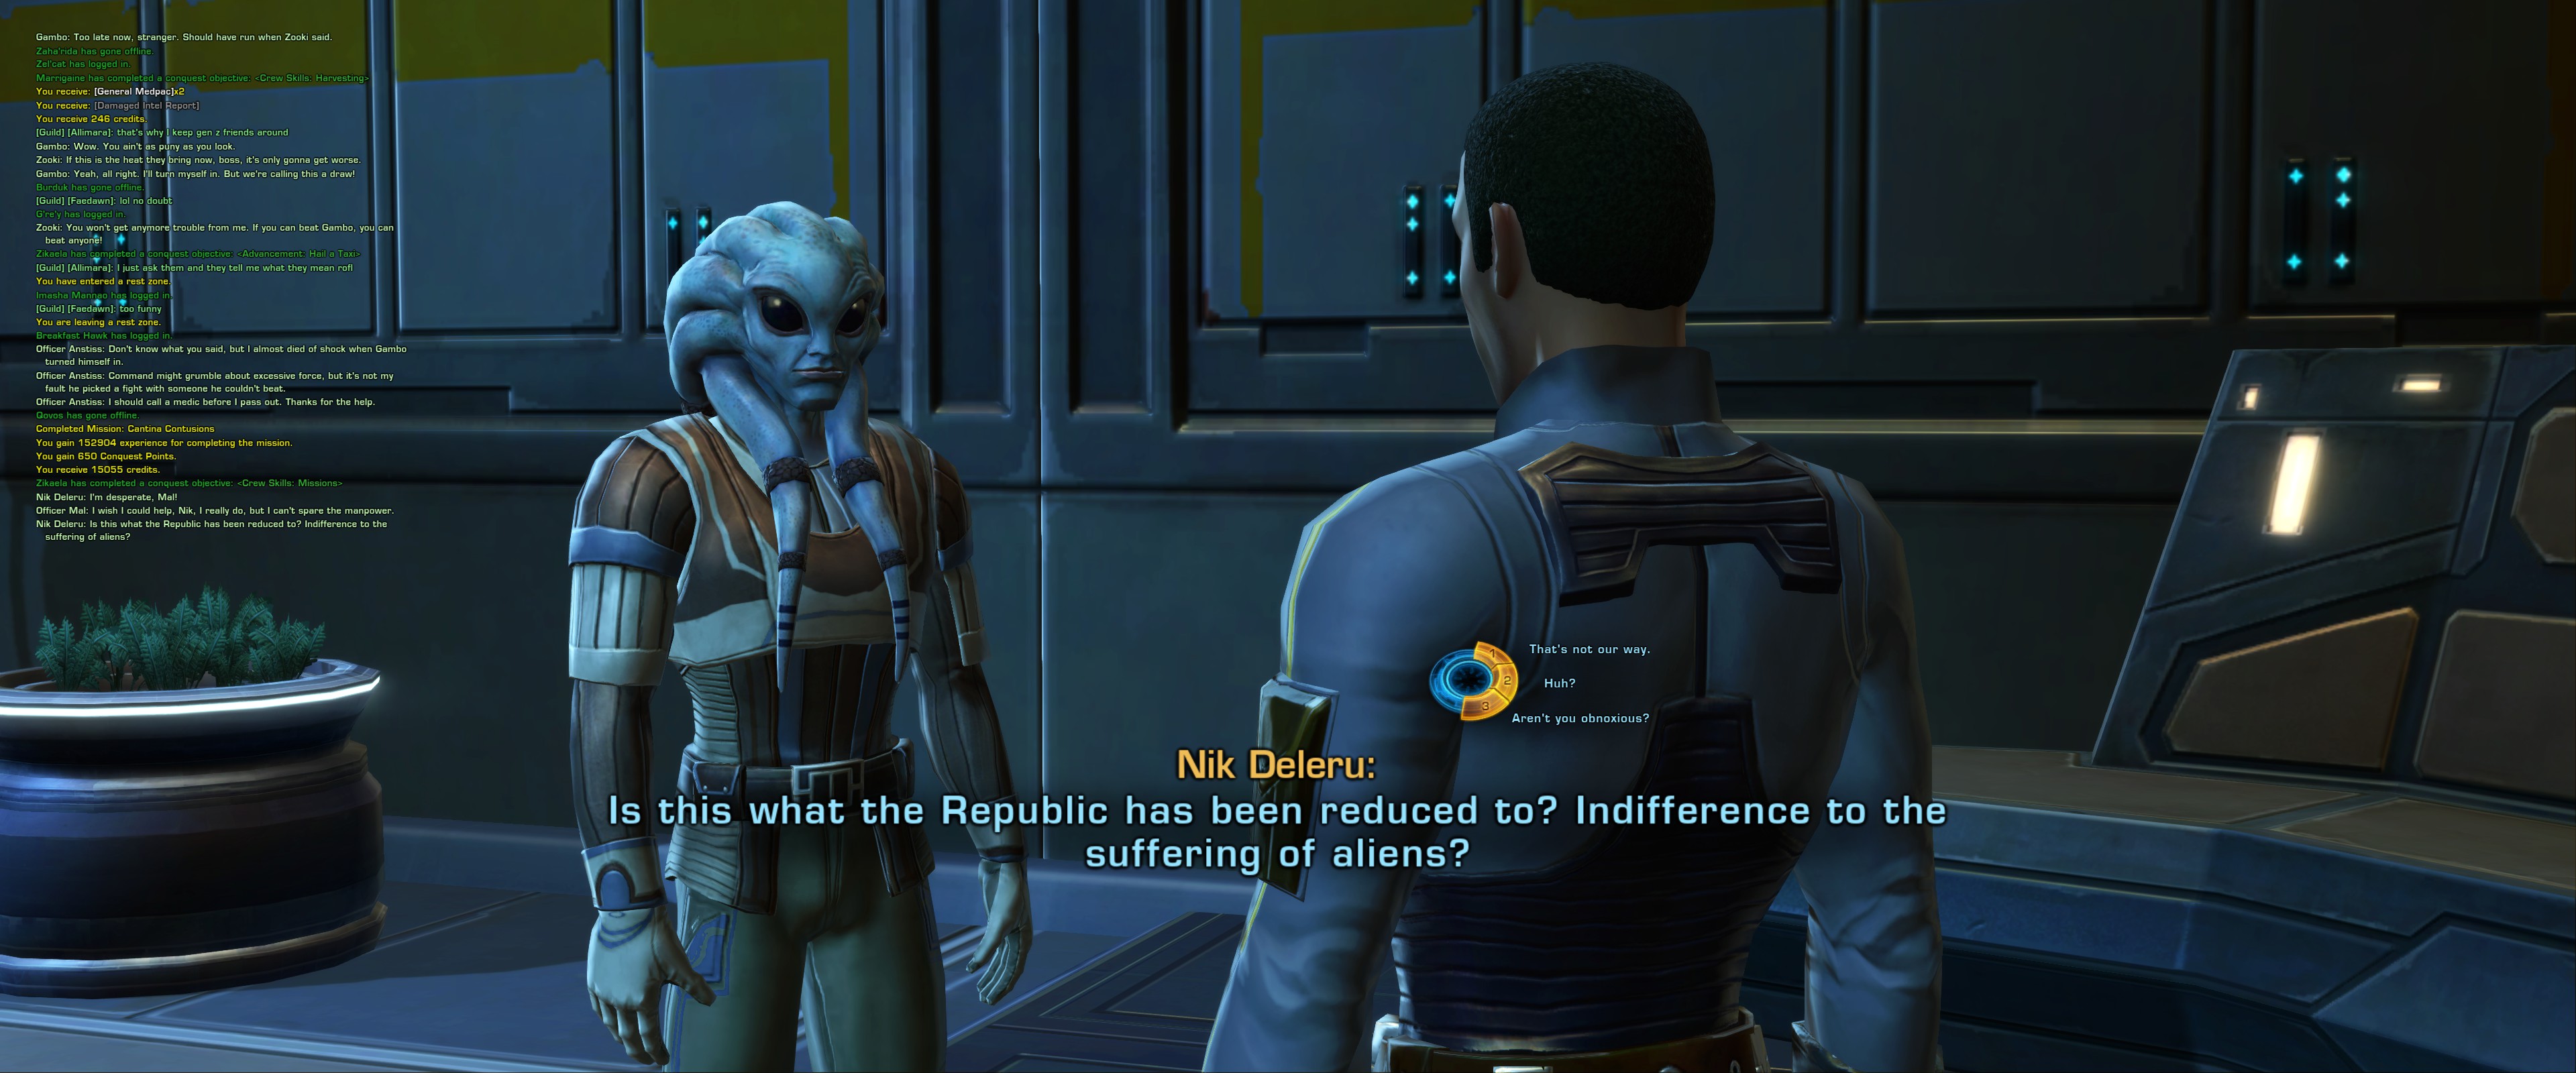 Gambo: Too late now, stranger. Should have run when Zooki said.
Zaha'rida has gone offline.
Zel'cat has logged in.
Marrigaine has completed a conquest objective: <Crew Skills: Harvesting>
You receive: [General Medpac]x2
You receive: [Damaged Intel Report]
You receive 246 credits.
[Guild] [Allimara]: that's why I keep gen z friends around
Gambo: Wow. You ain't as puny as you look.
Zooki: If this is the heat they bring now, boss, it's only gonna get worse.
Gambo: Yeah, all right. I'll turn myself in. But we're calling this a draw!
Burduk has gone offline.
[Guild] [Faedawn]: lol no doubt
G're'y has logged in.
Zooki: You won't get anymore trouble from me. If you can beat Gambo, you can
beat anyone!
Zikaela has completed a conquest objective: <Advancement: Hail a Taxi>
[Guild] [Allimara]: I just ask them and they tell me what they mean rofl
You have entered a rest zone.
Imasha Mannao has logged in.
[Guild] [Faedawn]: too funny
You are leaving a rest zone.
Breakfast Hawk has logged in.
Officer Anstiss: Don't know what you said, but I almost died of shock when Gambo
turned himself in.
Officer Anstiss: Command might grumble about excessive force, but it's not my
fault he picked a fight with someone he couldn't beat.
Officer Anstiss: I should call a medic before I pass out. Thanks for the help.
Qovos has gone offline.
Completed Mission: Cantina Contusions
You gain 152904 experience for completing the mission.
You gain 650 Conquest Points.
You receive 15055 credits.
Zikaela has completed a conquest objective: <Crew Skills: Missions>
Nik Deleru: I'm desperate, Mal!
Officer Mal: I wish I could help, Nik, I really do, but I can't spare the manpower.
Nik Deleru: Is this what the Republic has been reduced to? Indifference to the
suffering of aliens?
1 That's not our way.
2 Huh?
3 Aren't you obnoxious?
Nik Deleru:
Is this what the Republic has been reduced to? Indifference to the
suffering of aliens?